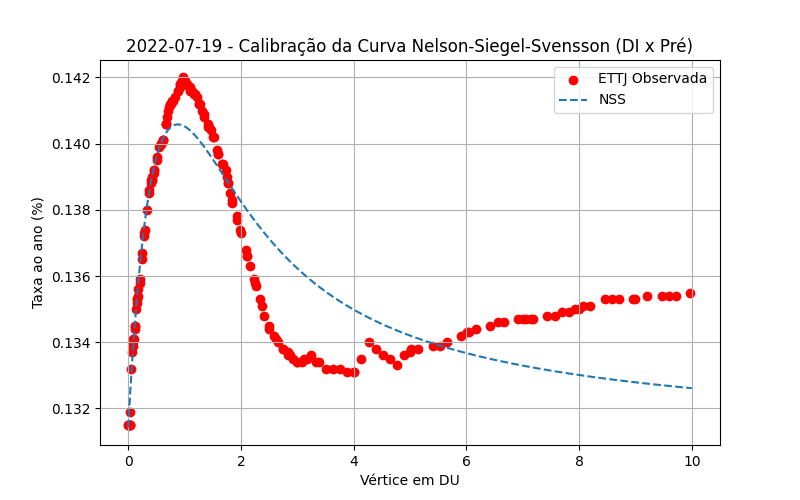 2022-07-19 - Calibração da Curva Nelson-Siegel-Svensson (DI x Pré)
ETTJ Observada
NSS
Taxa ao ano (%)
0.142
0.140
0.138
0.136
0.134
0.132
0 2 4 6 8 10
Vértice em DU